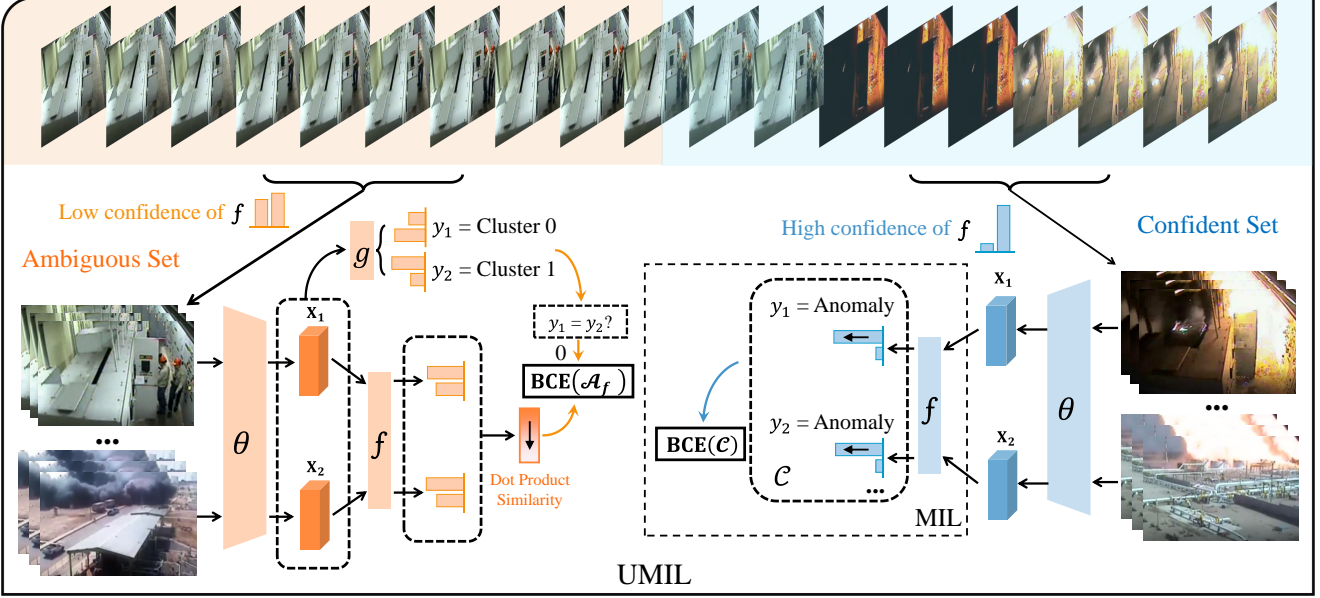 Low confidence of f
Ambiguous Set
g
y₁ = Cluster 0
y₂ = Cluster 1
y₁ = y₂?
0
BCE(𝒜_f)
x₁
x₂
θ
f
Dot Product
Similarity
•••
High confidence of f
Confident Set
y₁ = Anomaly
y₂ = Anomaly
•••
𝒞
BCE(𝒞)
f
MIL
x₁
x₂
θ
•••
UMIL